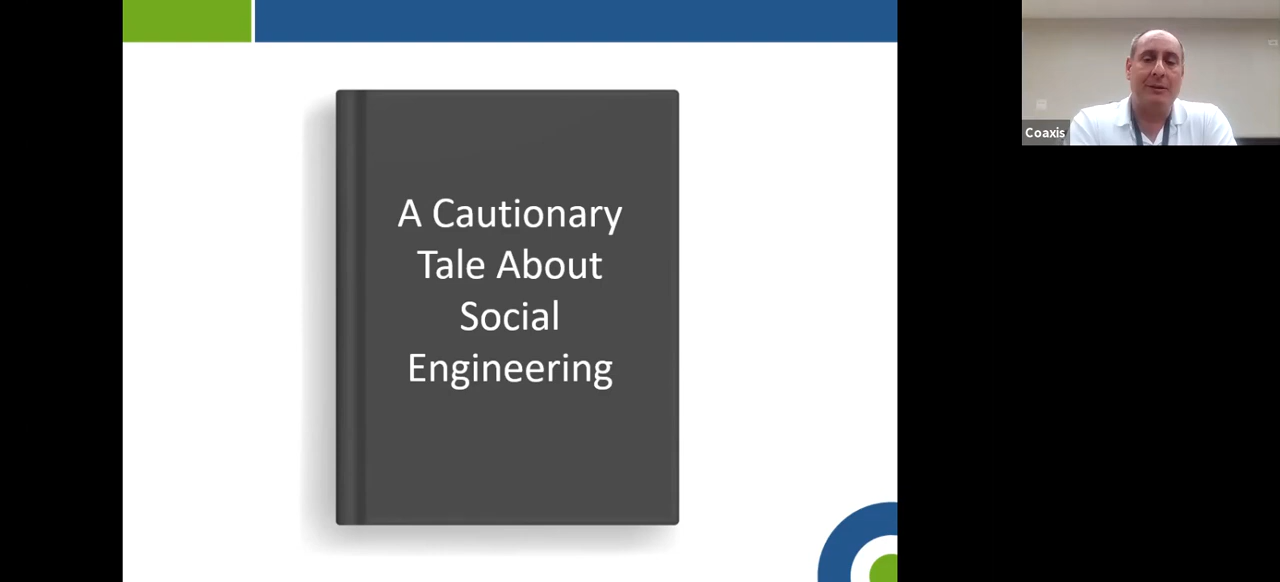 A Cautionary
Tale About
Social
Engineering
Coaxis